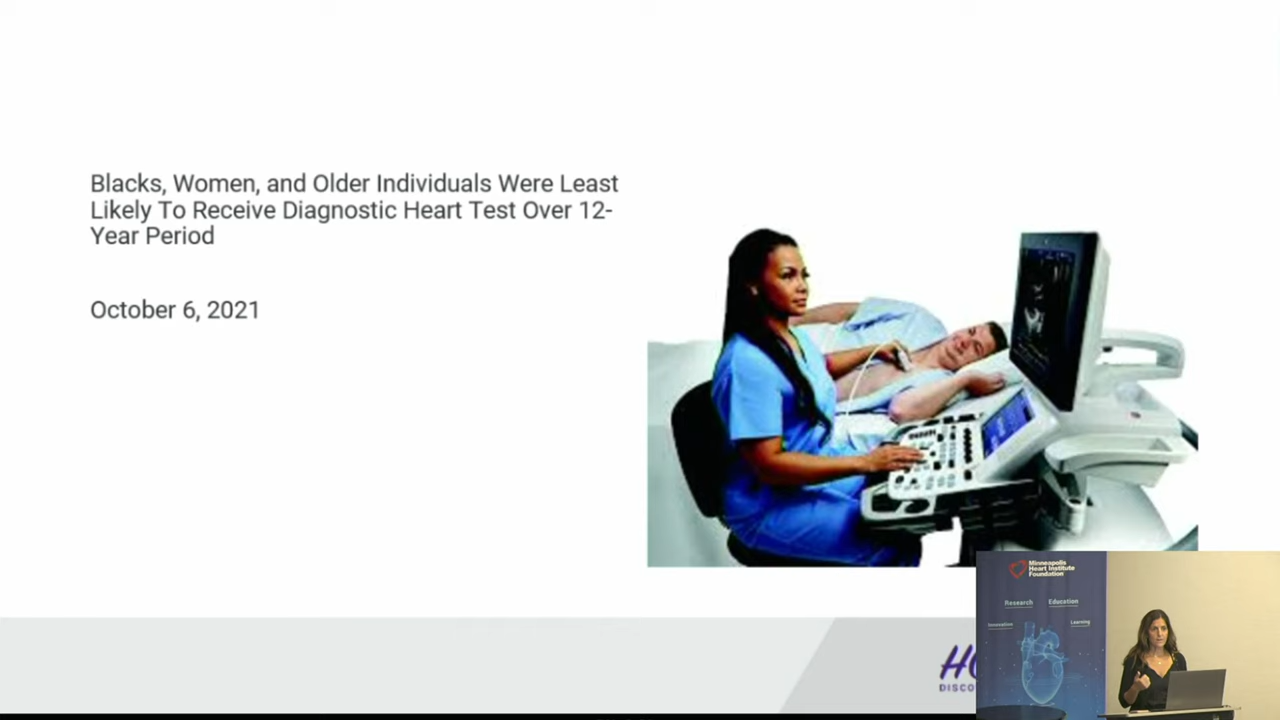 Blacks, Women, and Older Individuals Were Least
Likely To Receive Diagnostic Heart Test Over 12-
Year Period
October 6, 2021
Minneapolis
Heart Institute
Foundation
Research
Education
Innovation
Learning